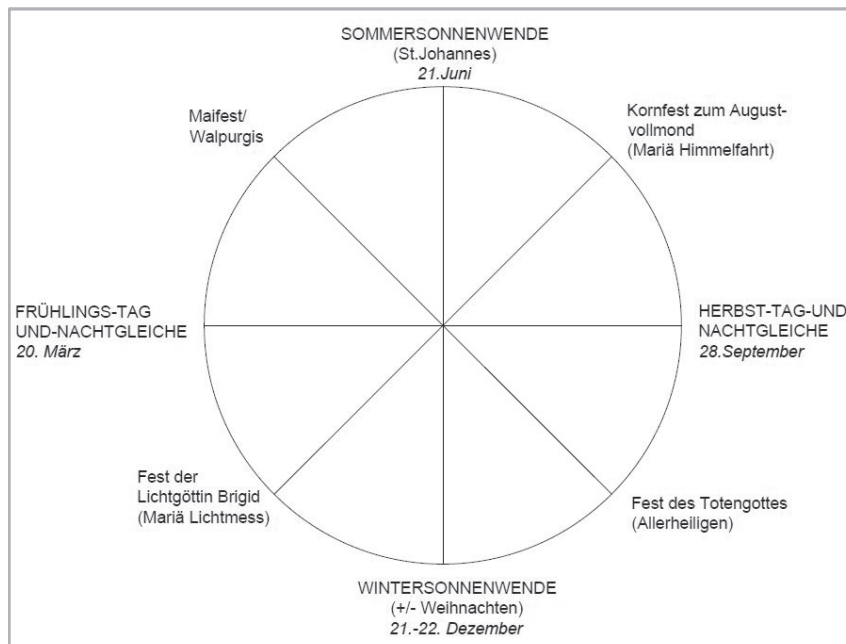 SOMMERSONNENWENDE
(St.Johannes)
21.Juni
Maifest/
Walpurgis
Kornfest zum August-
vollmond
(Mariä Himmelfahrt)
FRÜHLINGS-TAG
UND-NACHTGLEICHE
20. März
HERBST-TAG-UND
NACHTGLEICHE
28.September
Fest der
Lichtgöttin Brigid
(Mariä Lichtmess)
Fest des Totengottes
(Allerheiligen)
WINTERSONNENWENDE
(+/- Weihnachten)
21.-22. Dezember